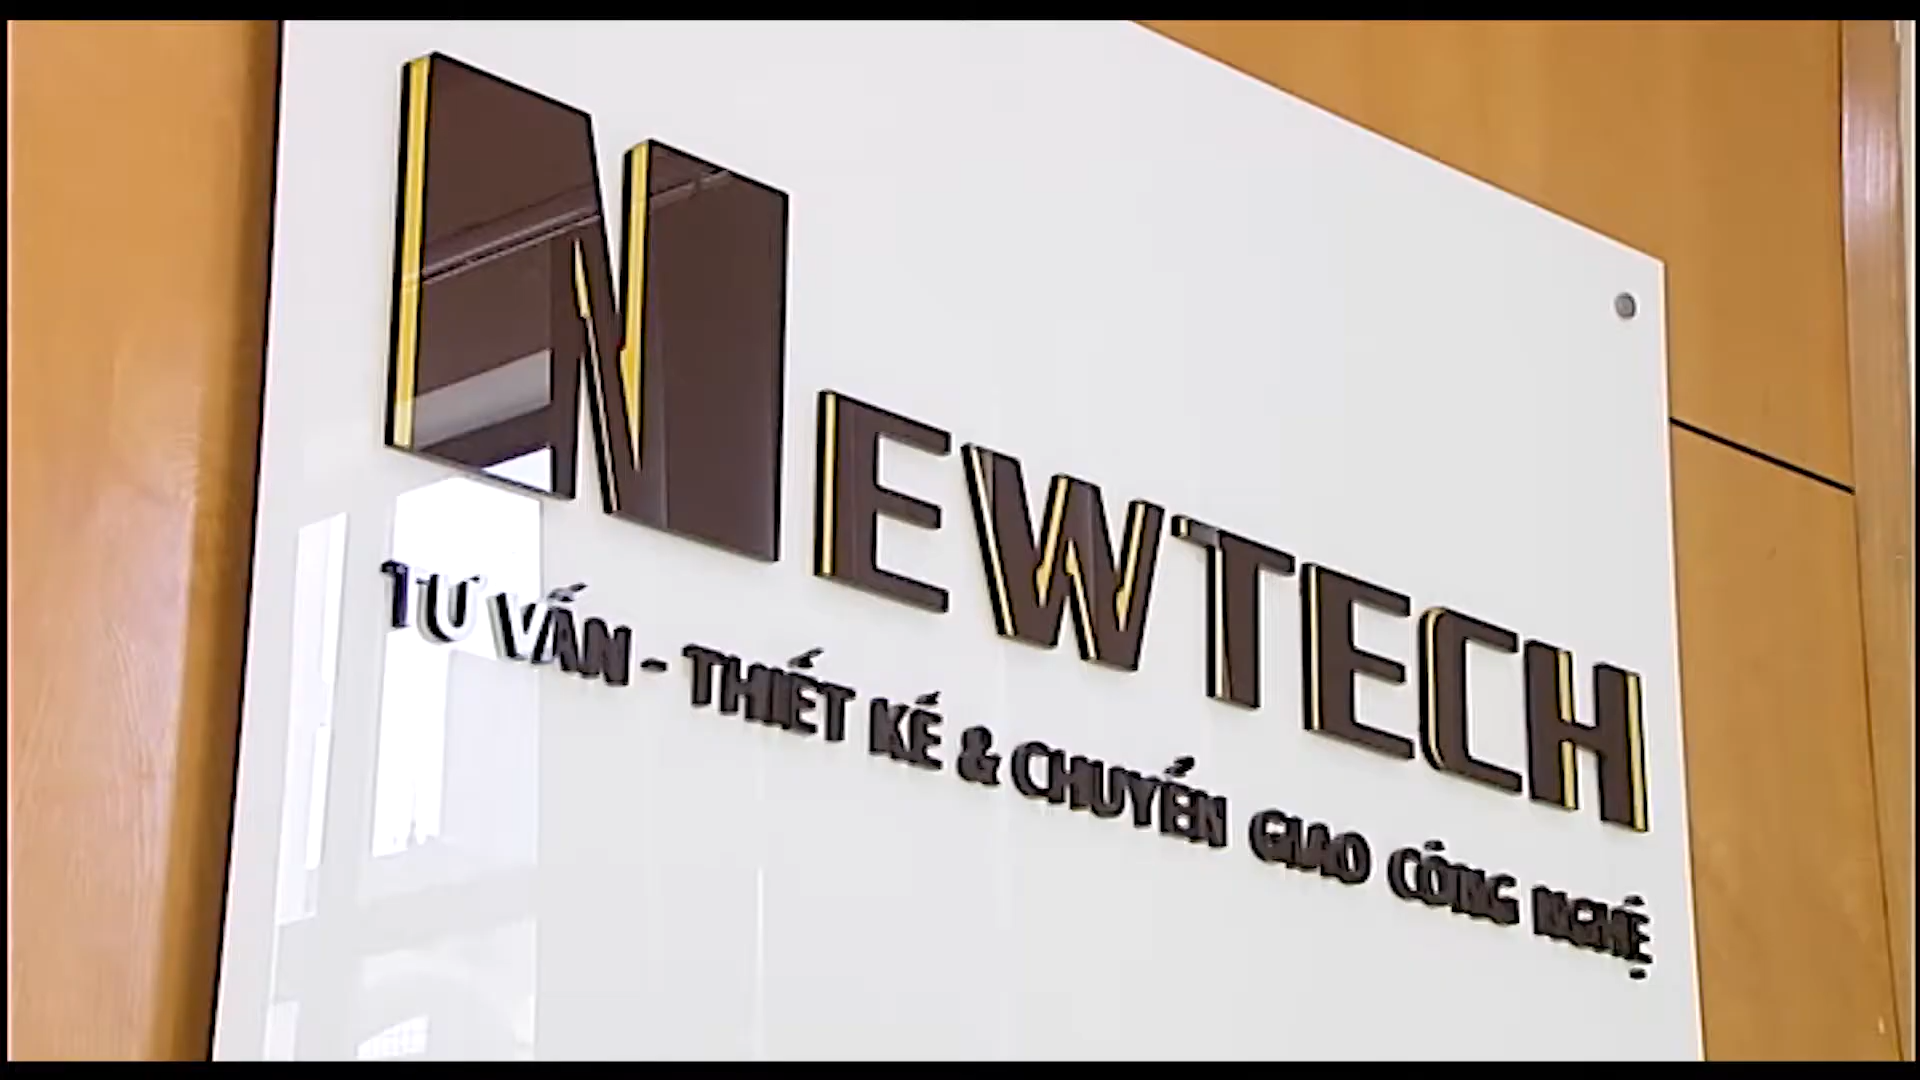 NEWTECH
TƯ VẤN - THIẾT KẾ & CHUYỂN GIAO CÔNG NGHỆ